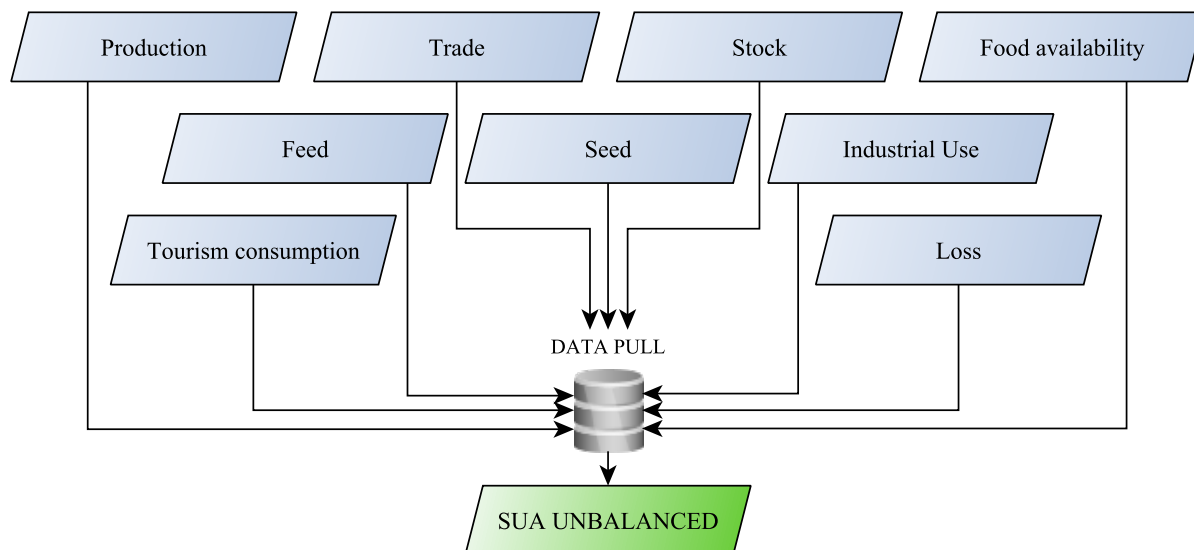 Production
Trade
Stock
Food availability
Feed
Seed
Industrial Use
Tourism consumption
Loss
DATA PULL
SUA UNBALANCED